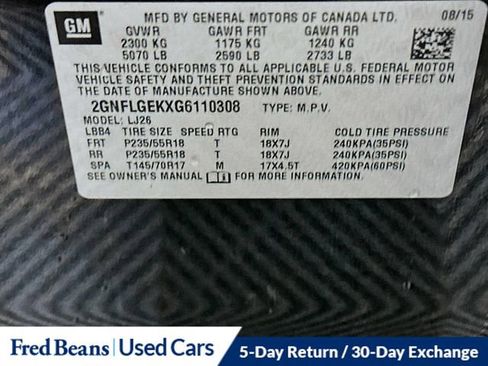 GM
MFD BY GENERAL MOTORS OF CANADA LTD. 08/15
GVWR GAWR FRT GAWR RR
2300 KG 1175 KG 1240 KG
5070 LB 2590 LB 2733 LB
THIS VEHICLE CONFORMS TO ALL APPLICABLE U.S. FEDERAL MOTOR
VEHICLE SAFETY AND THEFT PREVENTION STANDARDS IN EFFECT ON
THE DATE OF MANUFACTURE SHOWN ABOVE.
2GNFLGEKXG6110308 TYPE: M.P.V.
MODEL: LJ26
LBB4 TIRE SIZE SPEED RTG RIM COLD TIRE PRESSURE
FRT P235/55R18 T 18X7J 240KPA(35PSI)
RR P235/55R18 T 18X7J 240KPA(35PSI)
SPA T145/70R17 M 17X4.5T 420KPA(60PSI)
SEE OWNER'S MANUAL FOR MORE INFORMATION.
Fred Beans Used Cars 5-Day Return / 30-Day Exchange